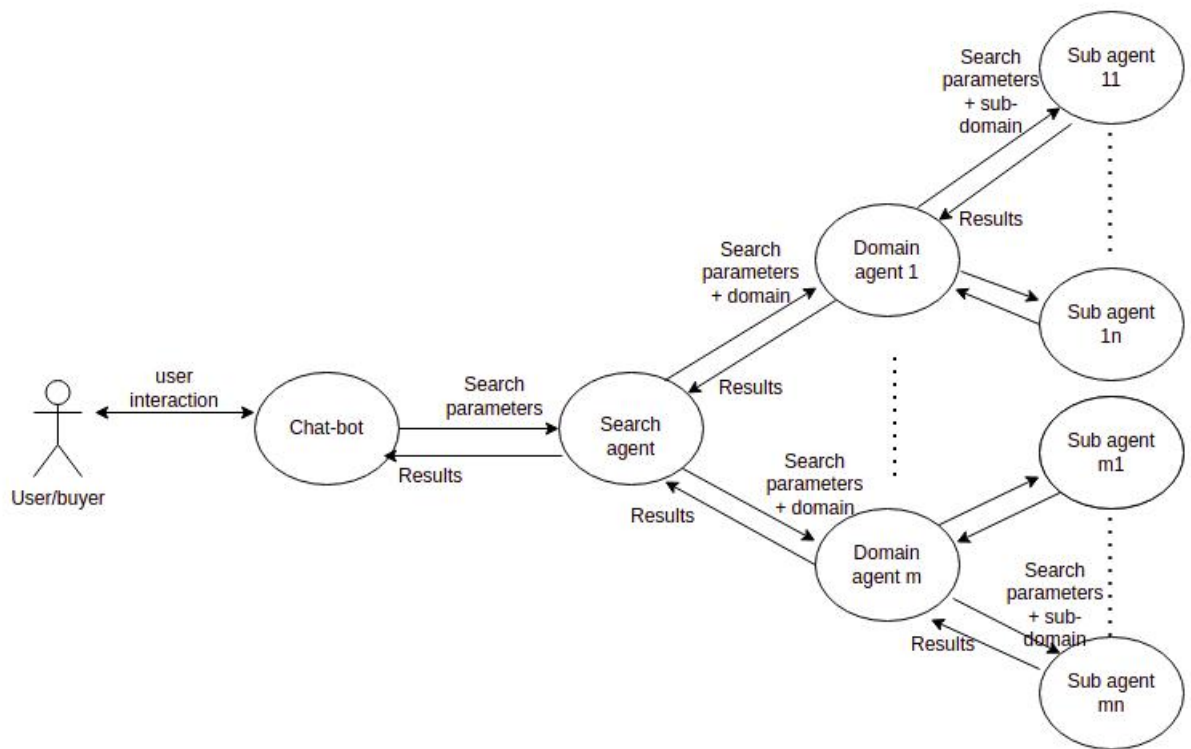 Sub agent
11
Search
parameters
+ sub-
domain
Results
Domain
agent 1
Search
parameters
+ domain
Results
Sub agent
1n
user
interaction
User/buyer
Chat-bot
Search
parameters
Results
Search
agent
Search
parameters
+ domain
Results
Domain
agent m
Sub agent
m1
Search
parameters
+ sub-
domain
Results
Sub agent
mn